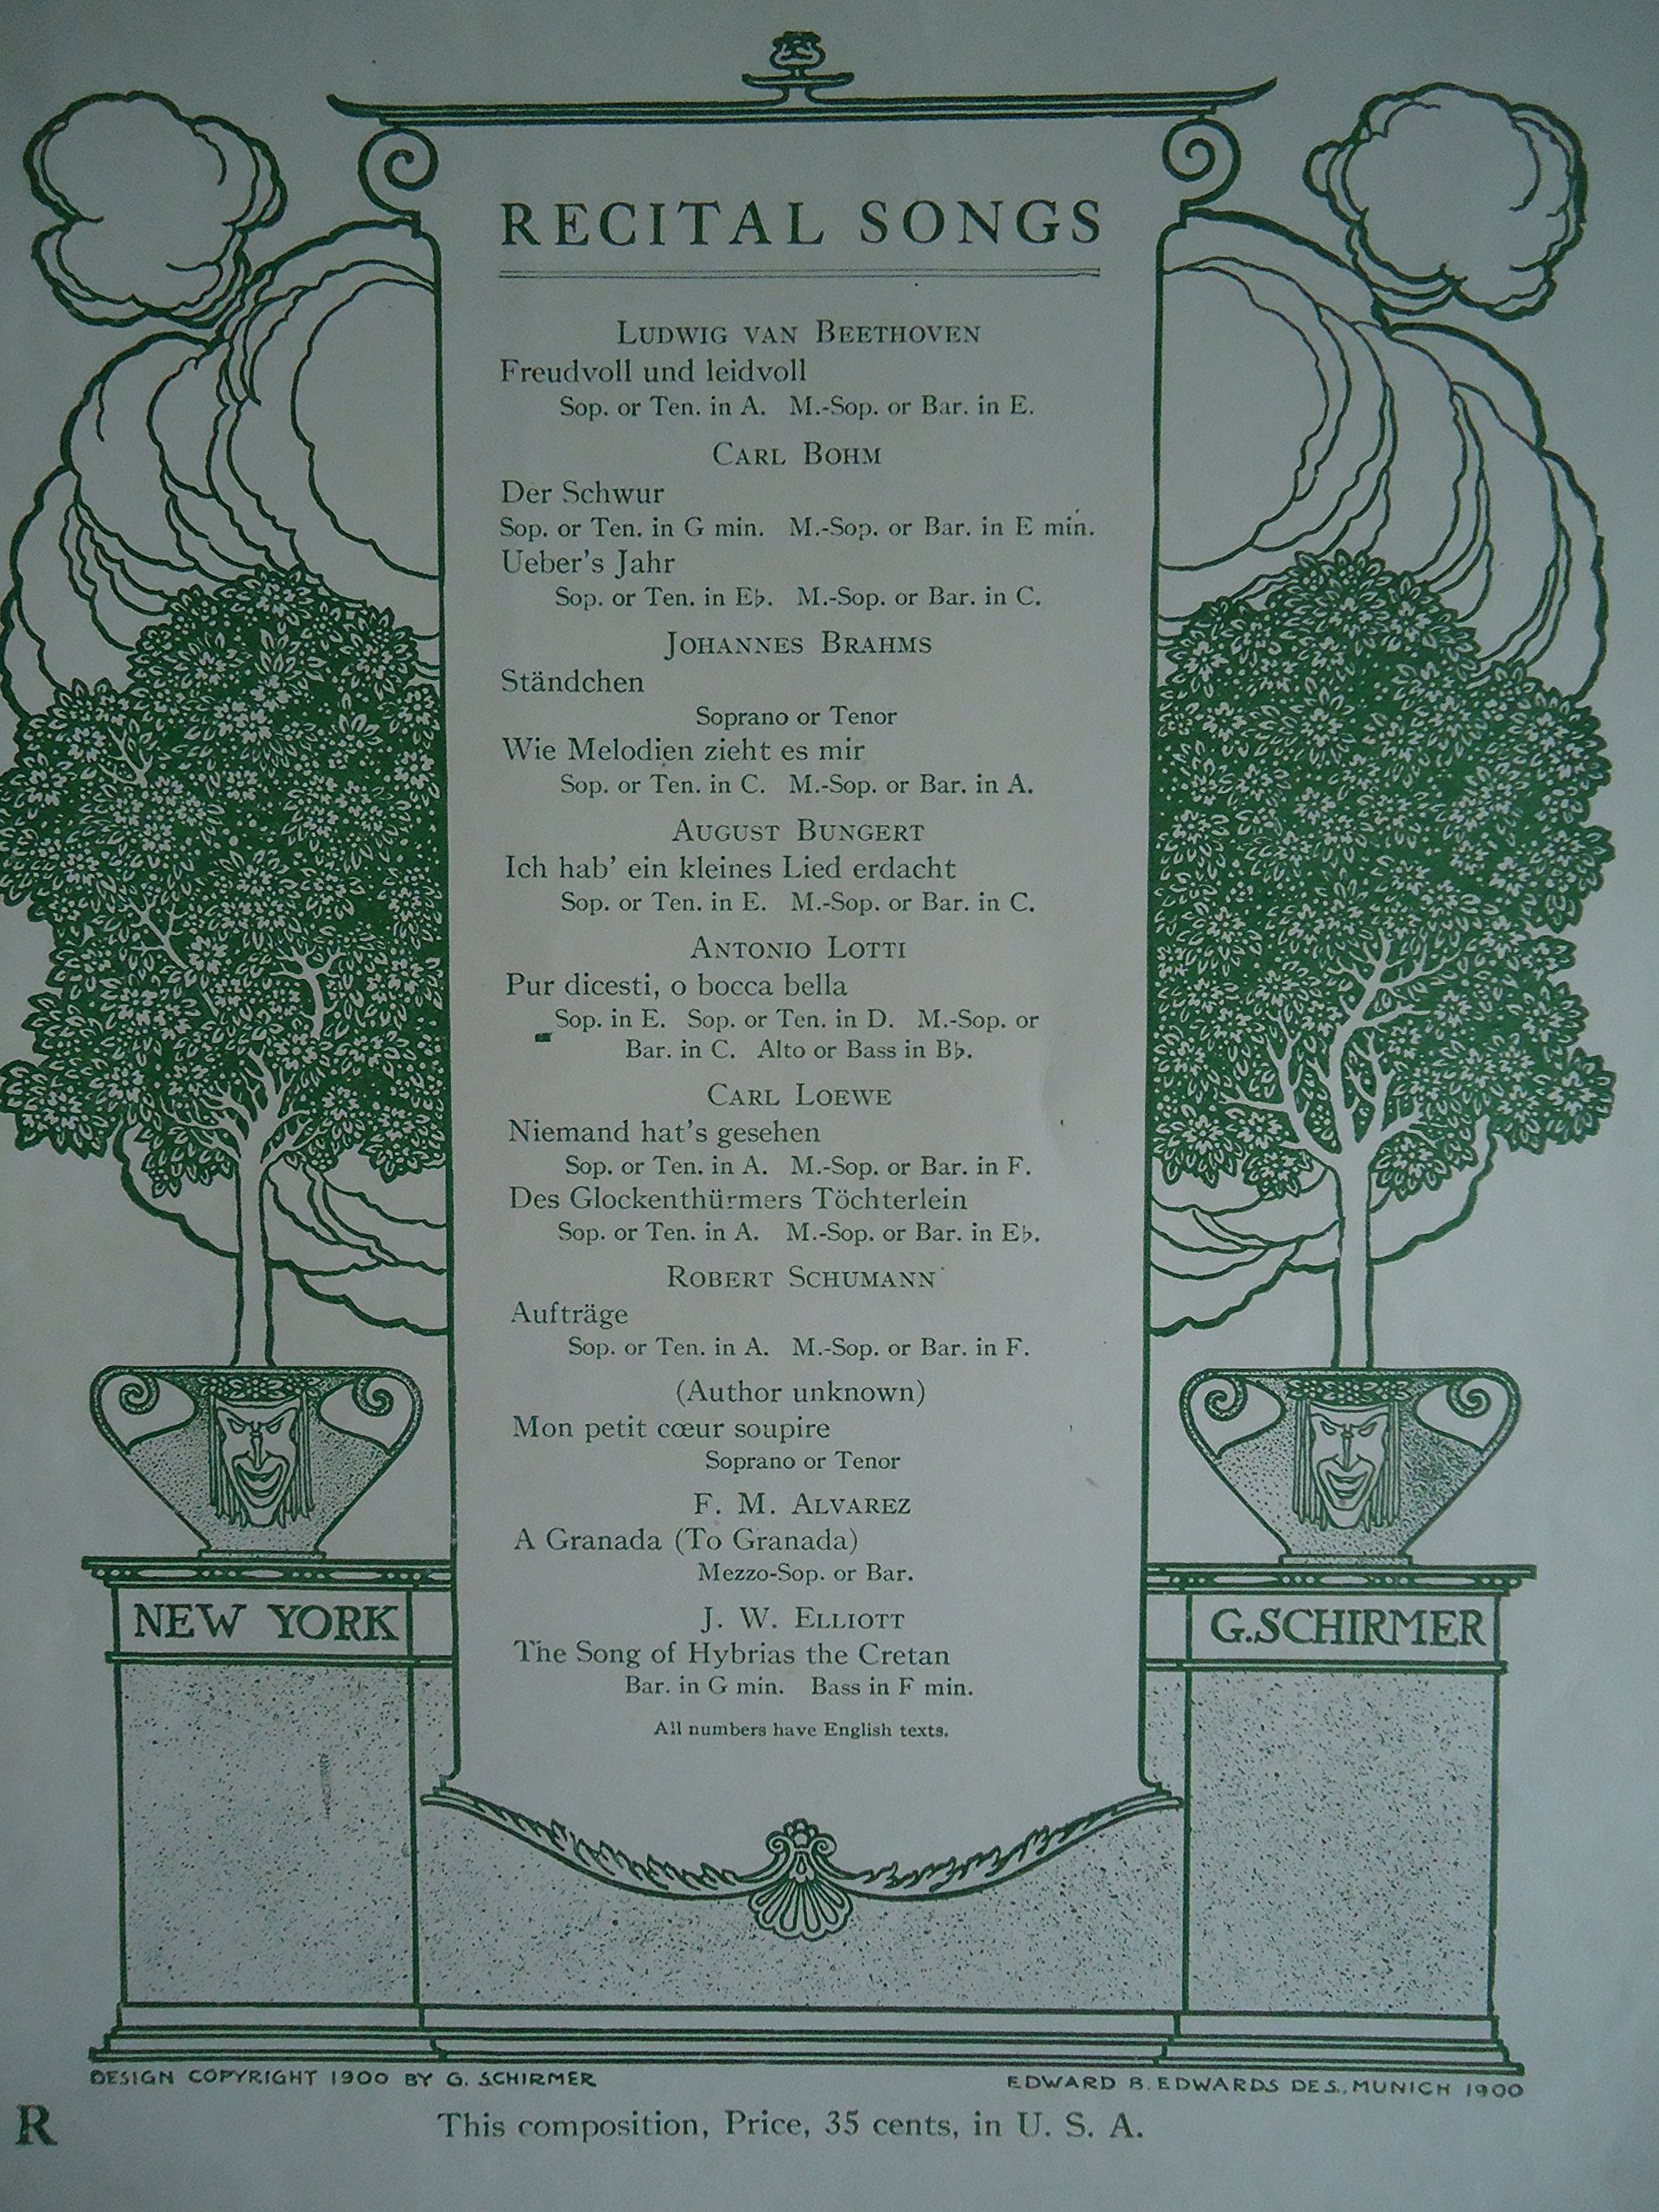 RECITAL SONGS
LUDWIG VAN BEETHOVEN
Freudvoll und leidvoll
Sop. or Ten. in A. M.-Sop. or Bar. in E.
CARL BOHM
Der Schwur
Sop. or Ten. in G min. M.-Sop. or Bar. in E min.
Ueber's Jahr
Sop. or Ten. in E♭. M.-Sop. or Bar. in C.
JOHANNES BRAHMS
Ständchen
Soprano or Tenor
Wie Melodien zieht es mir
Sop. or Ten. in C. M.-Sop. or Bar. in A.
AUGUST BUNGERT
Ich hab' ein kleines Lied erdacht
Sop. or Ten. in E. M.-Sop. or Bar. in C.
ANTONIO LOTTI
Pur dicesti, o bocca bella
Sop. in E. Sop. or Ten. in D. M.-Sop. or
Bar. in C. Alto or Bass in B♭.
CARL LOEWE
Niemand hat's gesehen
Sop. or Ten. in A. M.-Sop. or Bar. in F.
Des Glockenthürmers Töchterlein
Sop. or Ten. in A. M.-Sop. or Bar. in E♭.
ROBERT SCHUMANN
Aufträge
Sop. or Ten. in A. M.-Sop. or Bar. in F.
(Author unknown)
Mon petit cœur soupire
Soprano or Tenor
F. M. ALVAREZ
A Granada (To Granada)
Mezzo-Sop. or Bar.
J. W. ELLIOTT
The Song of Hybrias the Cretan
Bar. in G min. Bass in F min.
All numbers have English texts.
NEW YORK
G. SCHIRMER
DESIGN COPYRIGHT 1900 BY G. SCHIRMER
EDWARD B. EDWARDS DES., MUNICH 1900
R
This composition, Price, 35 cents, in U. S. A.